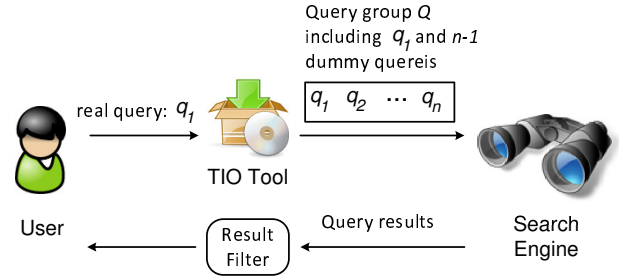 Query group Q
including q1 and n-1
dummy quereis
real query: q1
q1 q2 ... qn
TIO Tool
User
Query results
Search
Engine
Result
Filter